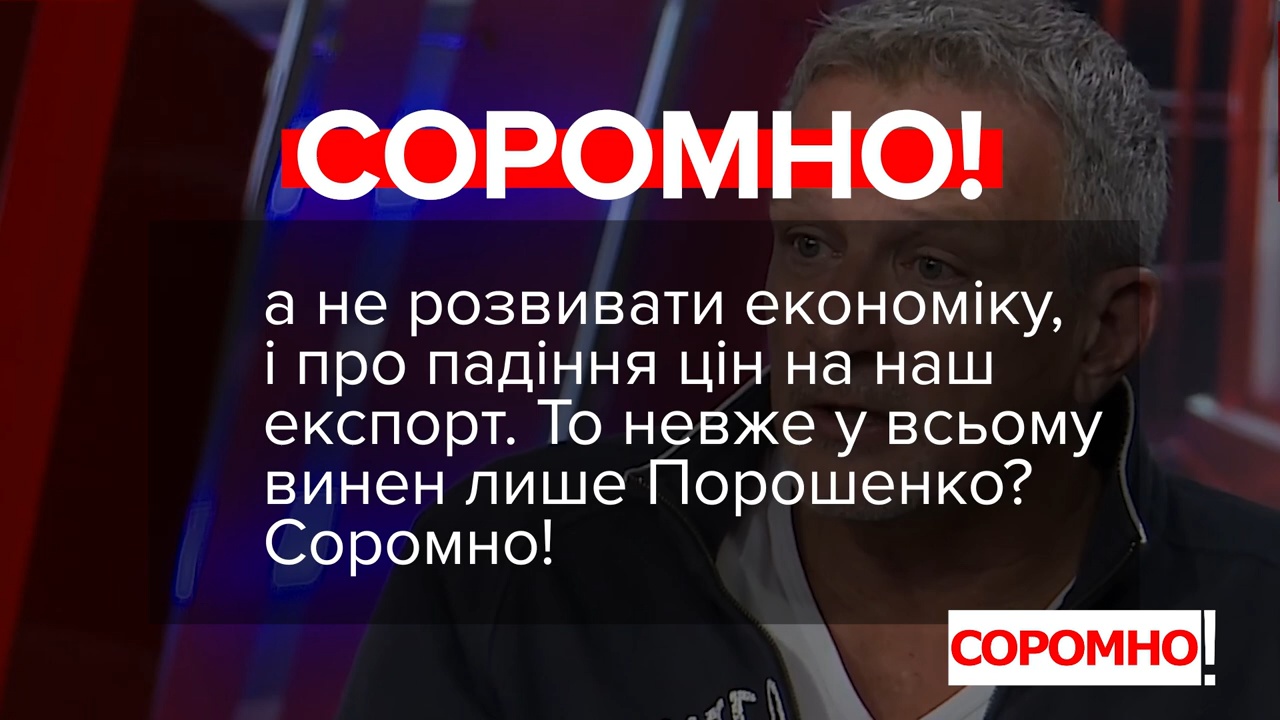 СОРОМНО!
а не розвивати економіку,
і про падіння цін на наш
експорт. То невже у всьому
винен лише Порошенко?
Соромно!
СОРОМНО!